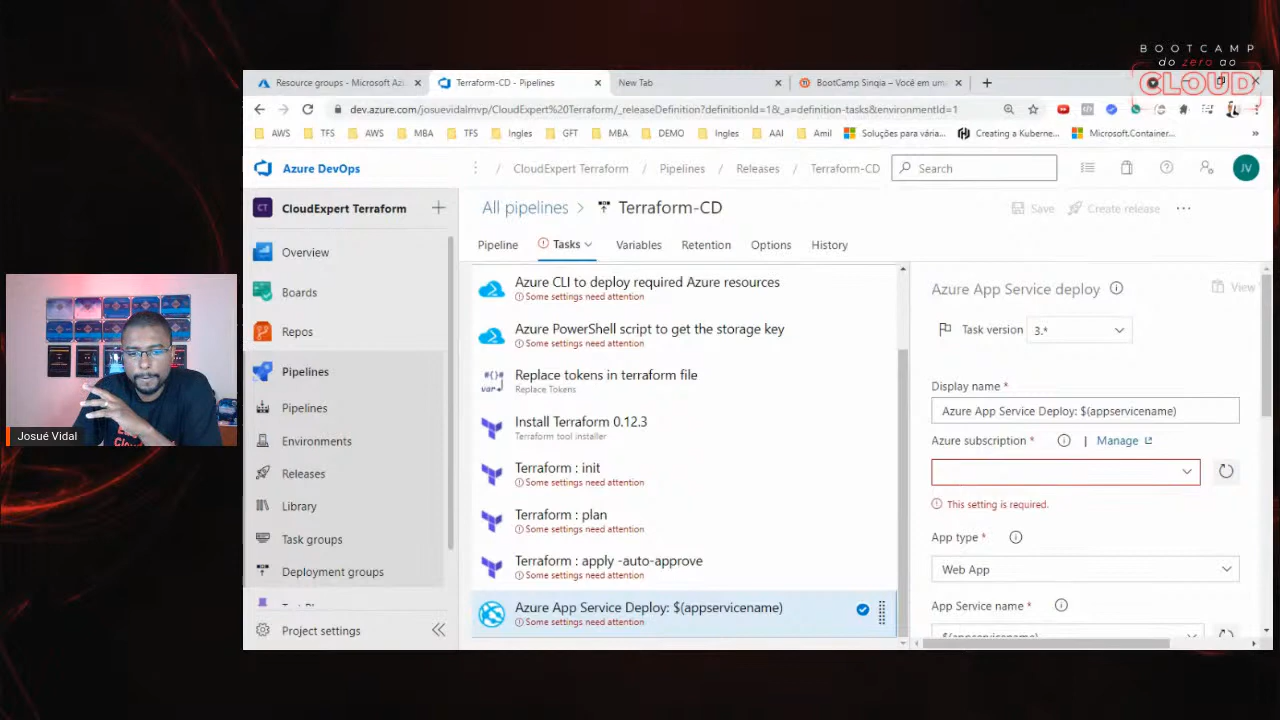 BOOTCAMP
do zero ao
CLOUD
Resource groups - Microsoft Az
Terraform-CD - Pipelines
New Tab
BootCamp Sinqia – Você em um
dev.azure.com/josuevidalmvp/CloudExpert%20Terraform/_releaseDefinition?definitionId=1&_a=definition-tasks&environmentId=1
AWS
TFS
AWS
MBA
TFS
Ingles
GFT
MBA
DEMO
Ingles
AAI
Amil
Soluções para vária...
Creating a Kuberne...
Microsoft.Container...
Azure DevOps
/ CloudExpert Terraform / Pipelines / Releases / Terraform-CD
Search
JV
CT
CloudExpert Terraform
All pipelines > Terraform-CD
Save
Create release
Overview
Boards
Repos
Pipelines
Pipelines
Environments
Releases
Library
Task groups
Deployment groups
Project settings
Pipeline
Tasks
Variables
Retention
Options
History
Azure CLI to deploy required Azure resources
Some settings need attention
Azure PowerShell script to get the storage key
Some settings need attention
Replace tokens in terraform file
Replace Tokens
Install Terraform 0.12.3
Terraform tool installer
Terraform : init
Some settings need attention
Terraform : plan
Some settings need attention
Terraform : apply -auto-approve
Some settings need attention
Azure App Service Deploy: $(appservicename)
Some settings need attention
Azure App Service deploy
View
Task version
3.*
Display name *
Azure App Service Deploy: $(appservicename)
Azure subscription *
| Manage
This setting is required.
App type *
Web App
App Service name *
$(appservicename)
Josué Vidal